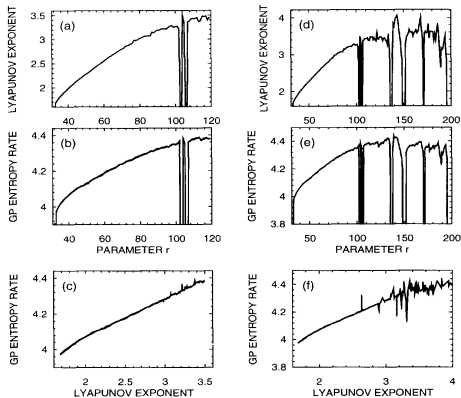 (a)
LYAPUNOV EXPONENT
3.5
3
2.5
2
40 60 80 100 120
(d)
LYAPUNOV EXPONENT
4
3
2
50 100 150 200
(b)
GP ENTROPY RATE
4.4
4.2
4
40 60 80 100 120
PARAMETER r
(e)
GP ENTROPY RATE
4.4
4.2
4
3.8
50 100 150 200
PARAMETER r
(c)
GP ENTROPY RATE
4.4
4.2
4
2 2.5 3 3.5
LYAPUNOV EXPONENT
(f)
GP ENTROPY RATE
4.4
4.2
4
3.8
2 3 4
LYAPUNOV EXPONENT